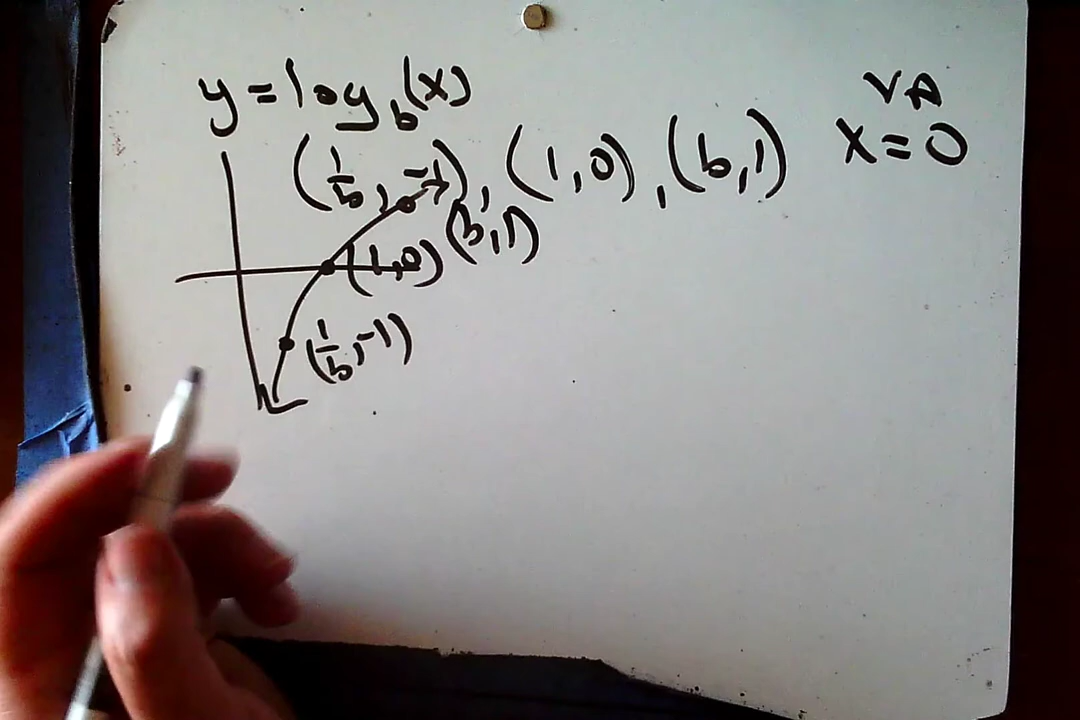 y = log_b(x)
VA
(1/b, -1), (1,0), (b,1)
x = 0
(b,1)
(1,0)
(1/b, -1)